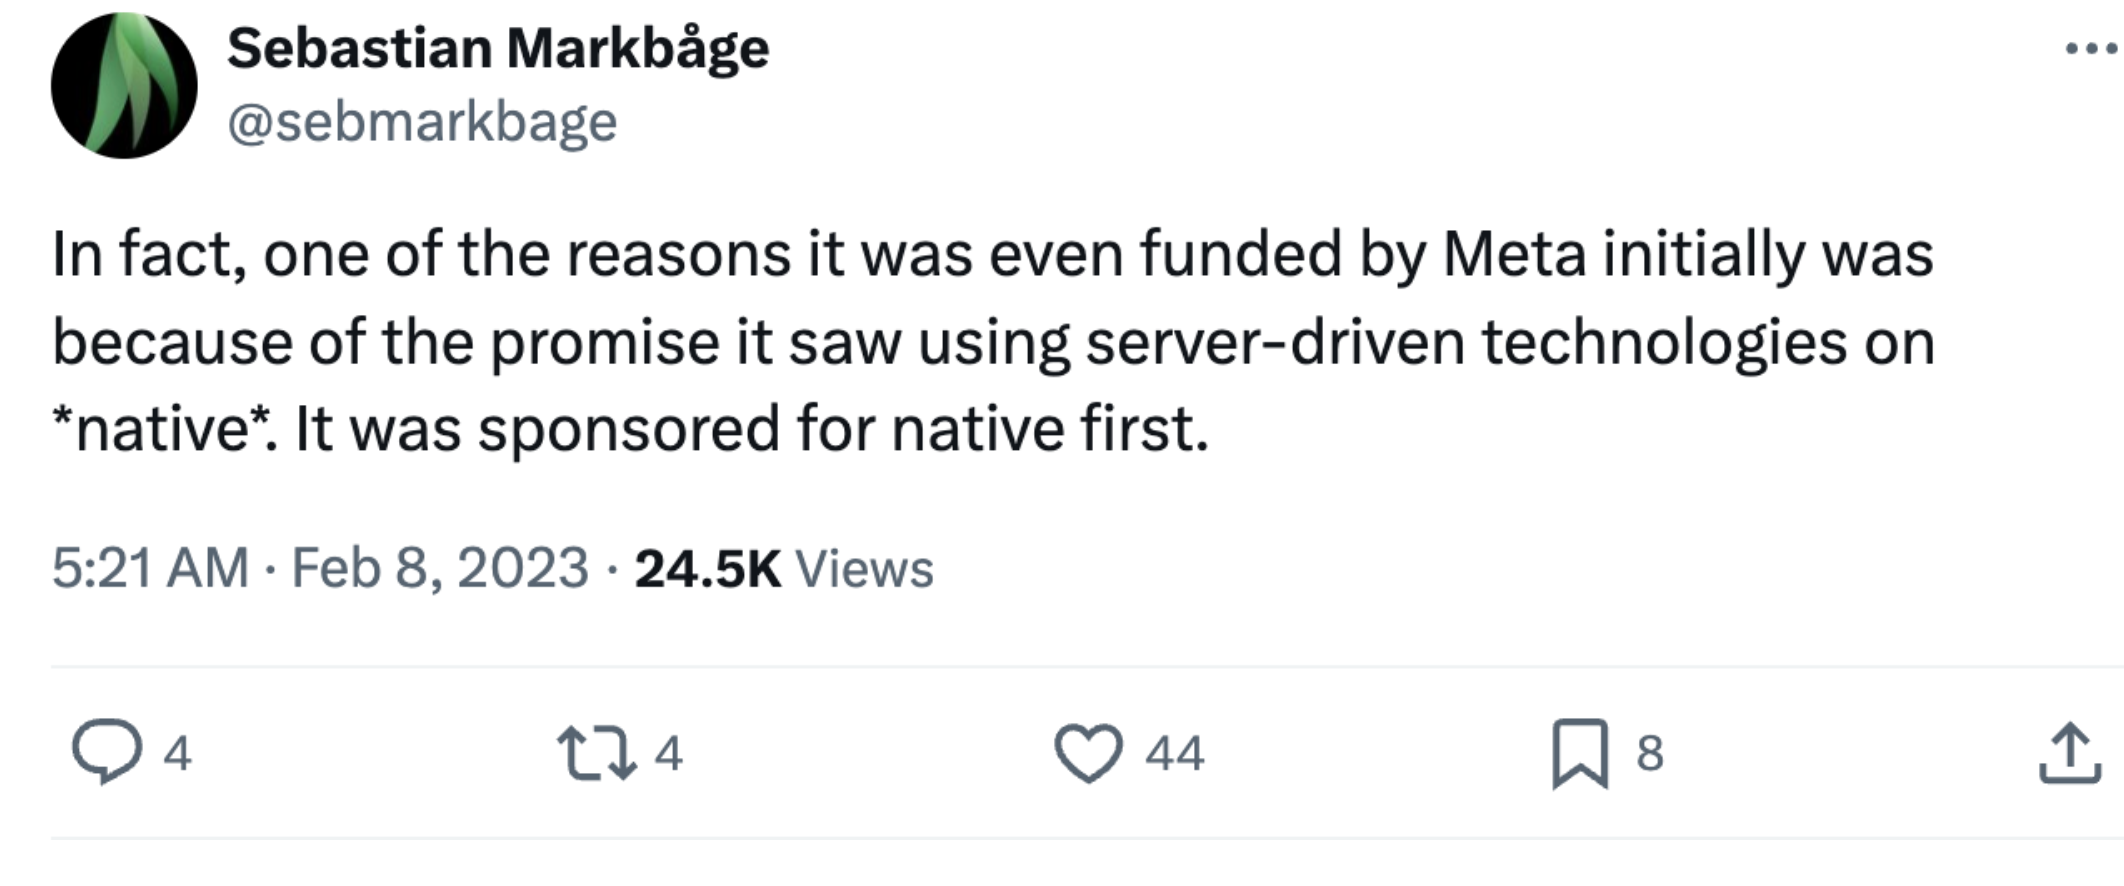 Sebastian Markbåge
@sebmarkbage
In fact, one of the reasons it was even funded by Meta initially was
because of the promise it saw using server-driven technologies on
*native*. It was sponsored for native first.
5:21 AM · Feb 8, 2023 · 24.5K Views
4 4 44 8